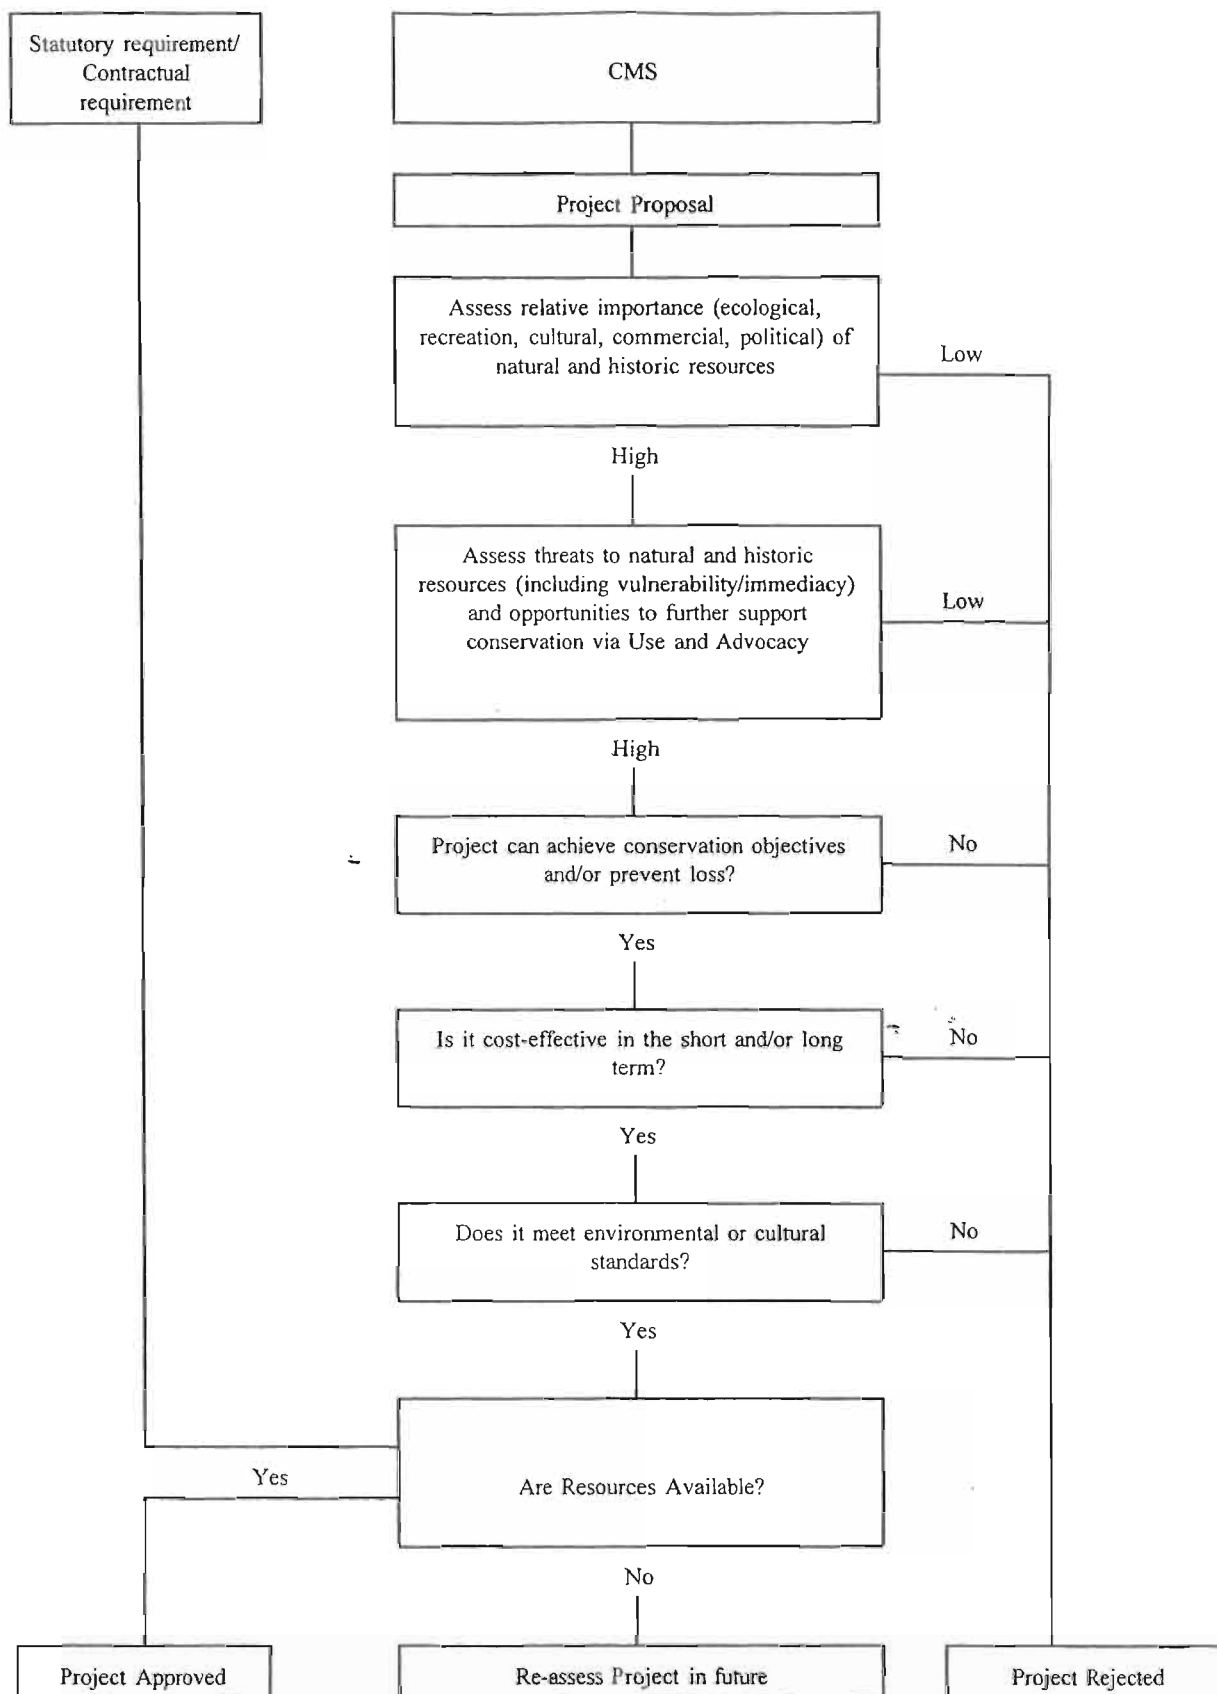 Statutory requirement/
Contractual
requirement
CMS
Project Proposal
Assess relative importance (ecological,
recreation, cultural, commercial, political) of
natural and historic resources
Low
High
Assess threats to natural and historic
resources (including vulnerability/immediacy)
and opportunities to further support
conservation via Use and Advocacy
Low
High
Project can achieve conservation objectives
and/or prevent loss?
No
Yes
Is it cost-effective in the short and/or long
term?
No
Yes
Does it meet environmental or cultural
standards?
No
Yes
Are Resources Available?
Yes
No
Project Approved
Re-assess Project in future
Project Rejected